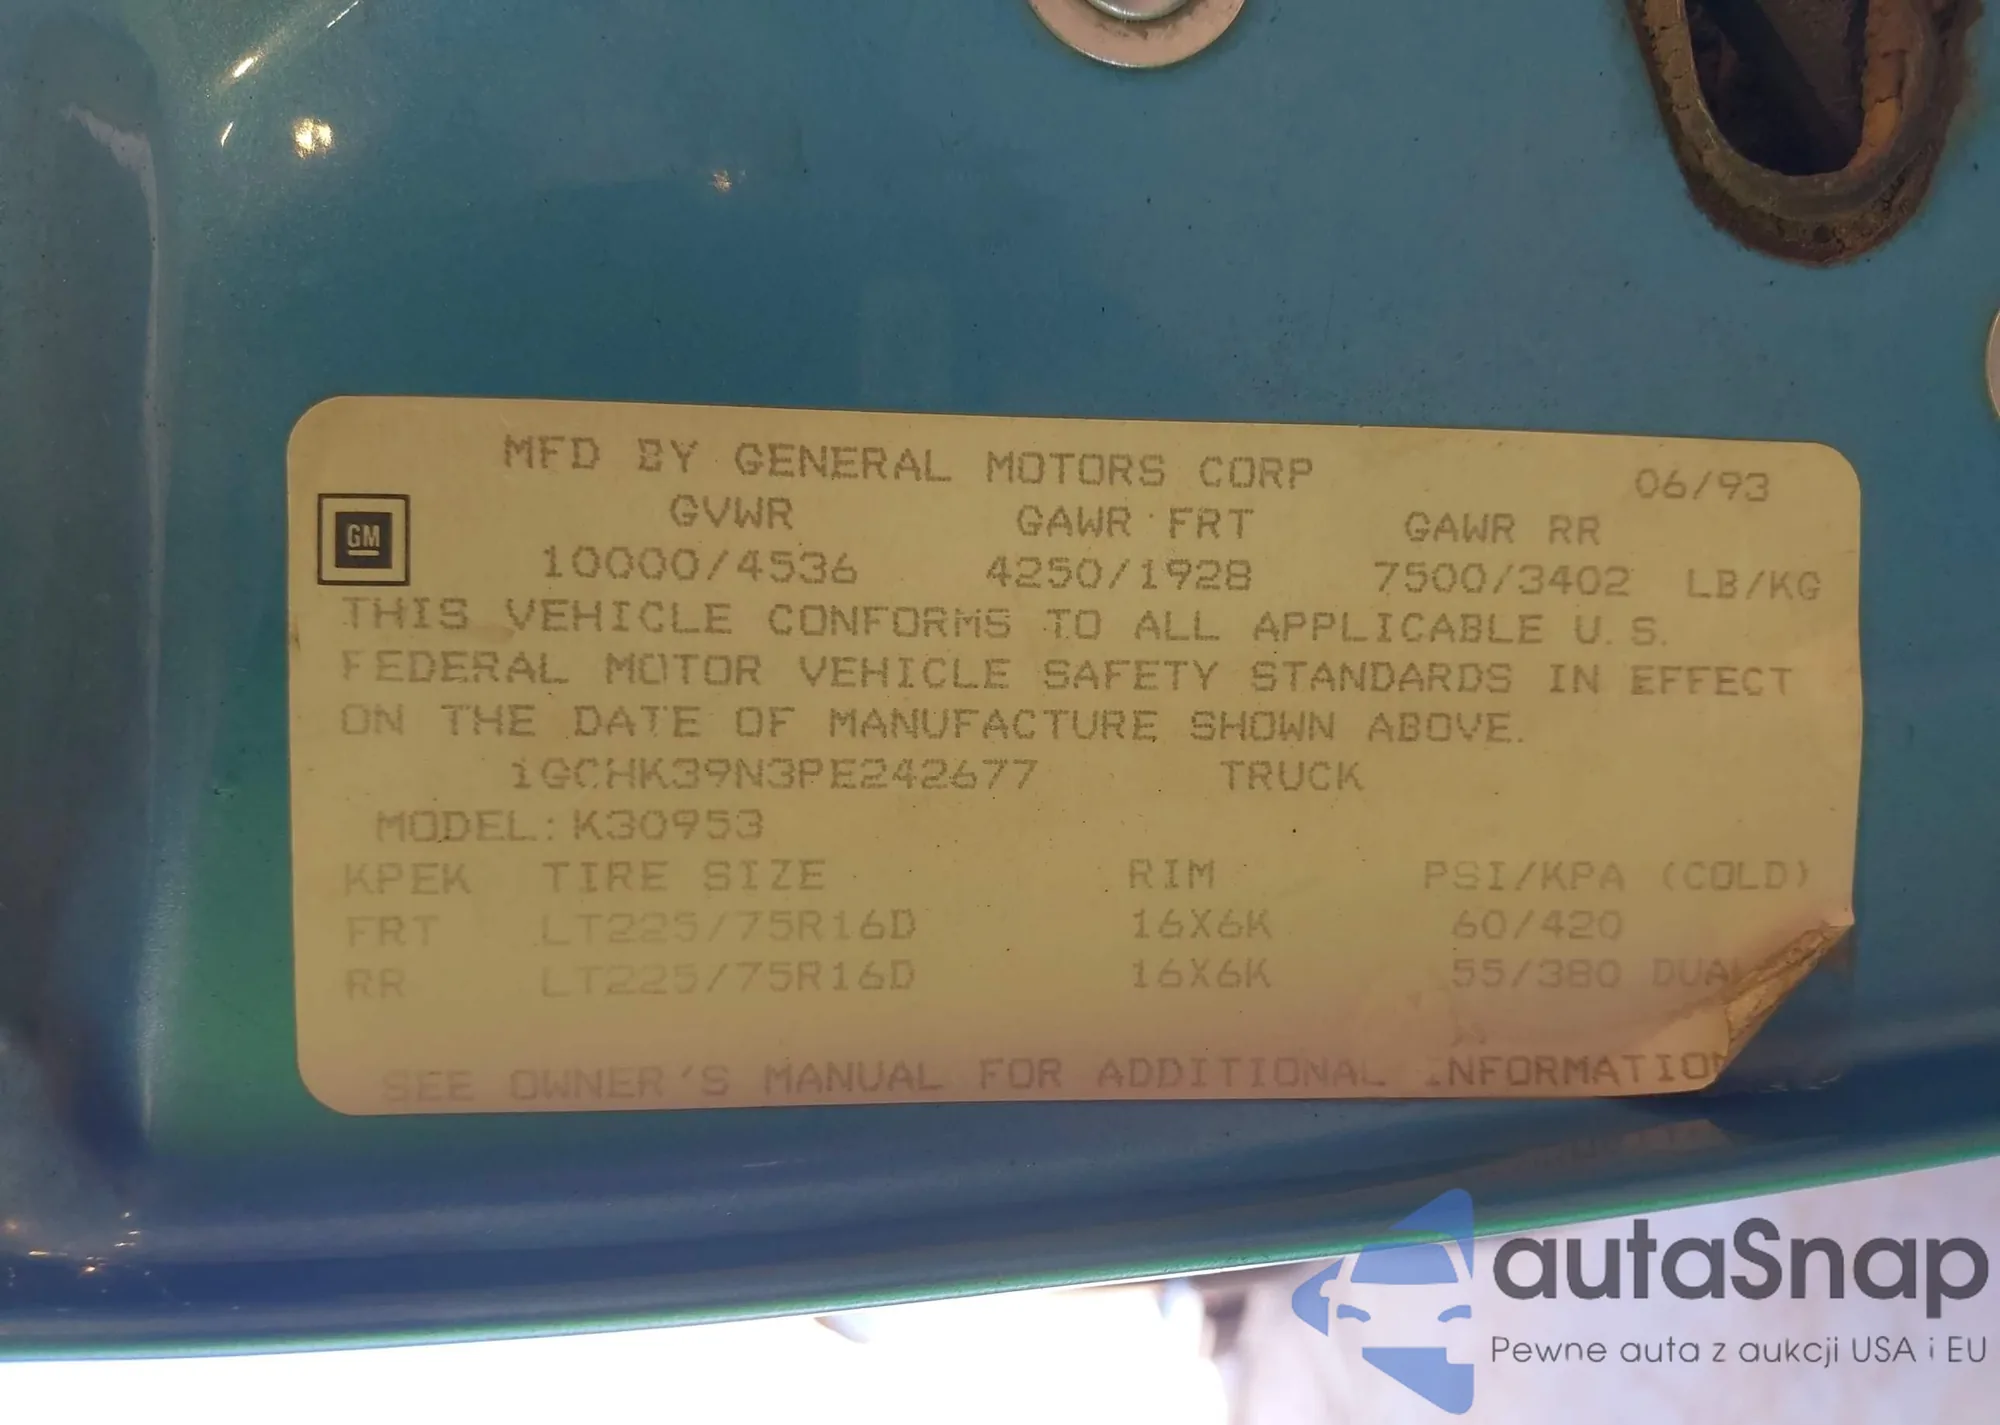 MFD BY GENERAL MOTORS CORP 06/93
GM
GVWR GAWR FRT GAWR RR
10000/4536 4250/1928 7500/3402 LB/KG
THIS VEHICLE CONFORMS TO ALL APPLICABLE U.S.
FEDERAL MOTOR VEHICLE SAFETY STANDARDS IN EFFECT
ON THE DATE OF MANUFACTURE SHOWN ABOVE.
1GCHK39N3PE242677 TRUCK
MODEL: K30953
KPEK TIRE SIZE RIM PSI/KPA (COLD)
FRT LT225/75R16D 16X6K 60/420
RR LT225/75R16D 16X6K 55/380 DUAL
SEE OWNER'S MANUAL FOR ADDITIONAL INFORMATION
autaSnap
Pewne auta z aukcji USA i EU